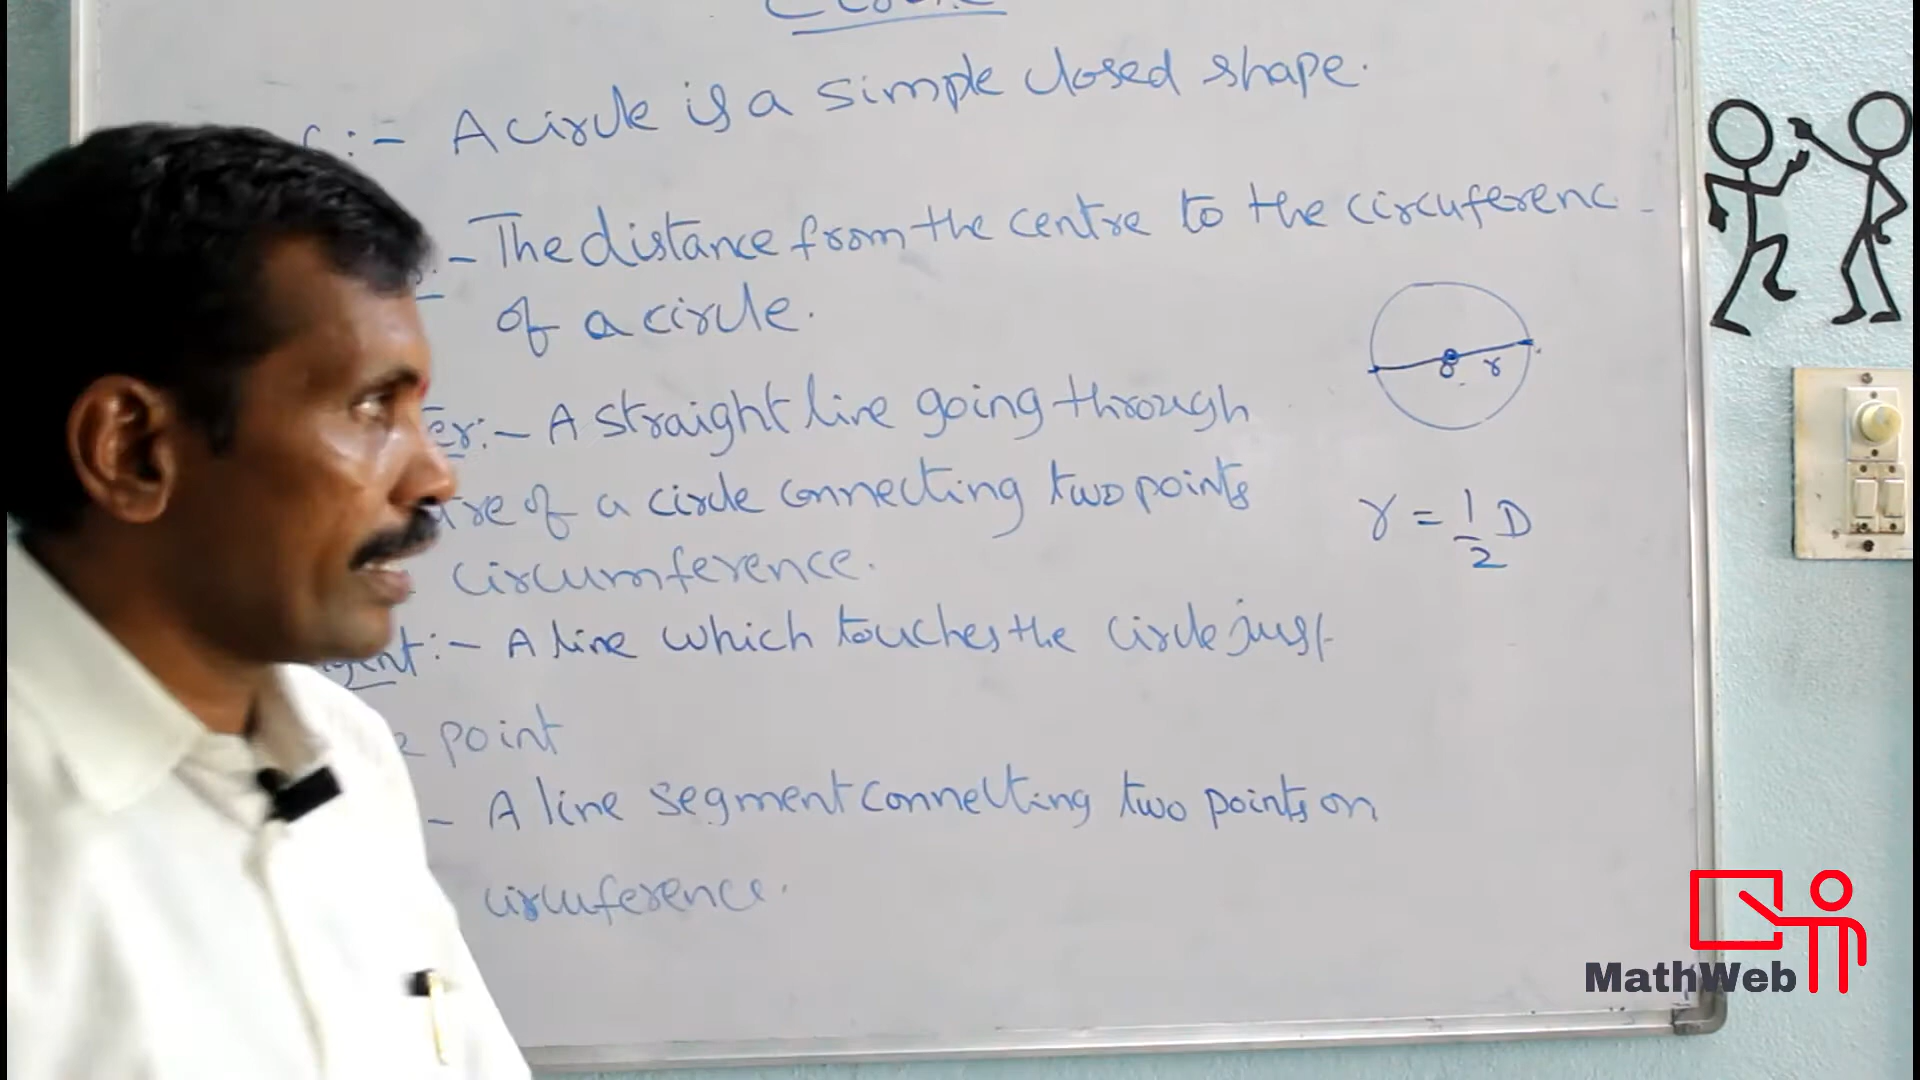 :- A circle is a simple closed shape.
:- The distance from the centre to the circuferenc
of a circle.
er:- A straight line going through
tre of a circle connecting two points
circumference.
gent:- A line which touches the circle just
point
- A line segment connecting two points on
circuference.
r
r = 1/2 D
MathWeb